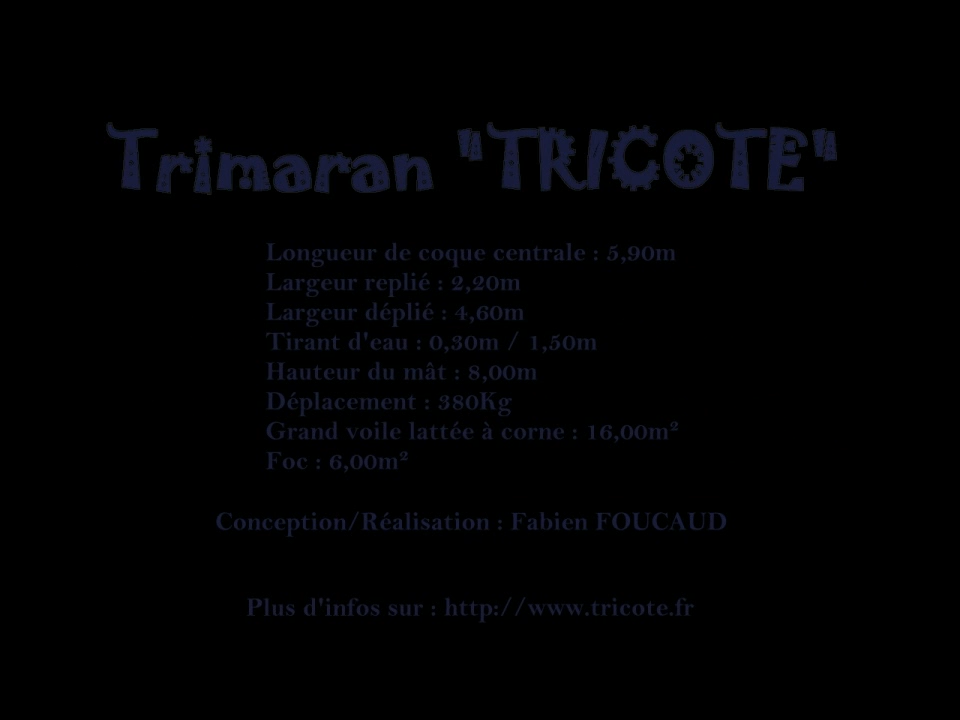 Trimaran "TRICOTE"
Longueur de coque centrale : 5,90m
Largeur replié : 2,20m
Largeur déplié : 4,60m
Tirant d'eau : 0,30m / 1,50m
Hauteur du mât : 8,00m
Déplacement : 380Kg
Grand voile lattée à corne : 16,00m²
Foc : 6,00m²
Conception/Réalisation : Fabien FOUCAUD
Plus d'infos sur : http://www.tricote.fr